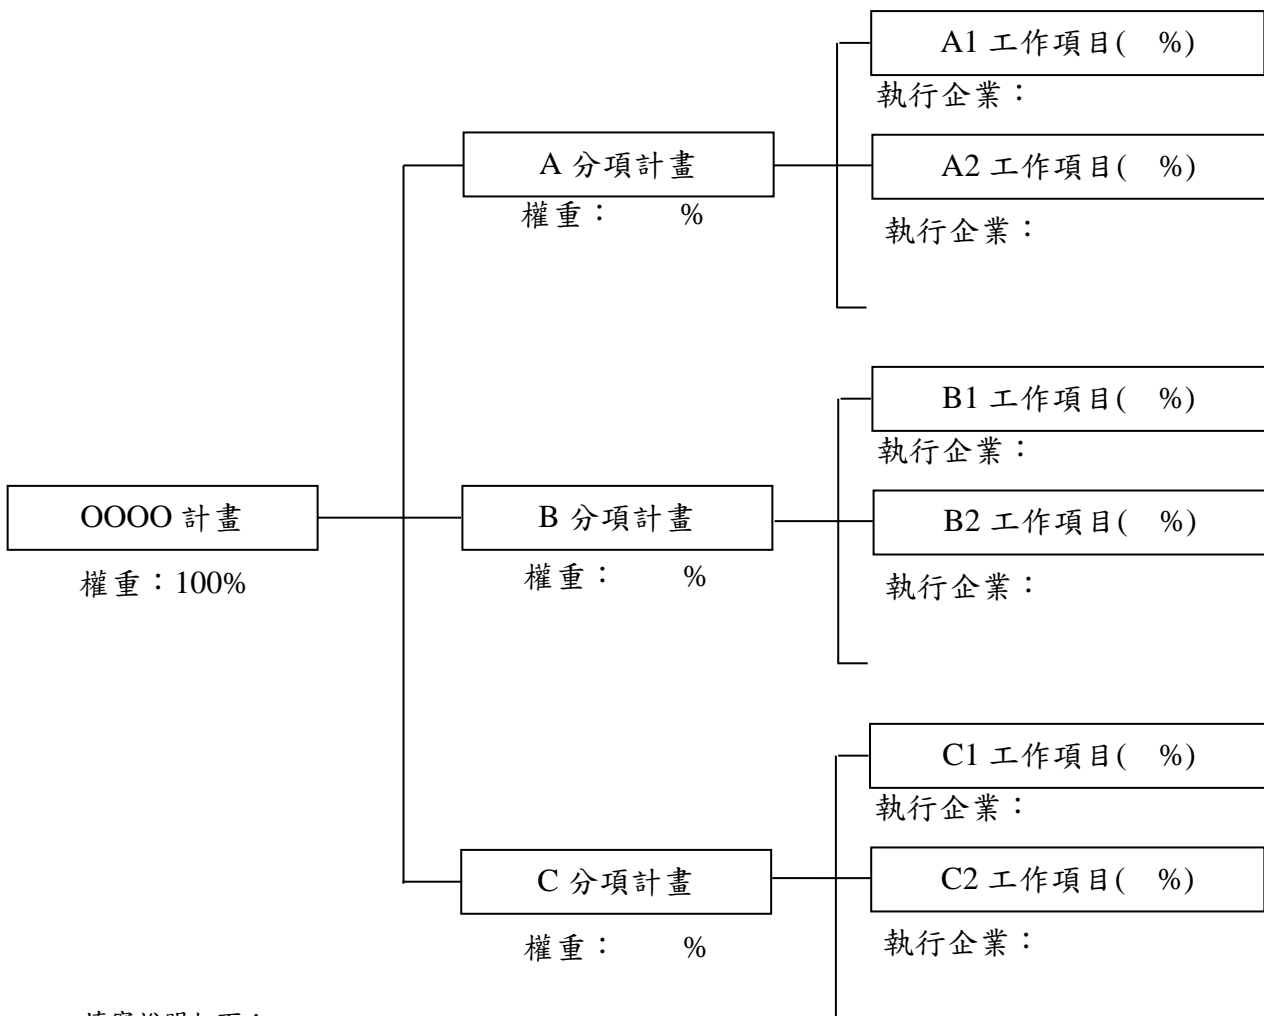 A1 工作項目(　%)
執行企業：
A 分項計畫
權重：　　%
A2 工作項目(　%)
執行企業：
B1 工作項目(　%)
執行企業：
OOOO 計畫
權重：100%
B 分項計畫
權重：　　%
B2 工作項目(　%)
執行企業：
C1 工作項目(　%)
執行企業：
C 分項計畫
權重：　　%
C2 工作項目(　%)
執行企業：